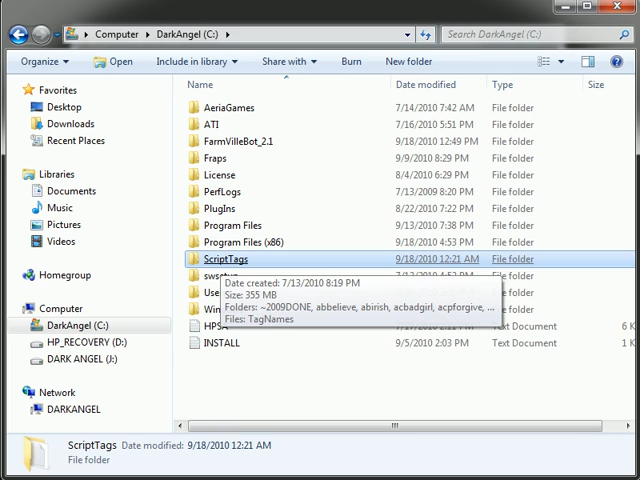 Computer DarkAngel (C:) Search DarkAngel (C:)
Organize Open Include in library Share with Burn New folder
Name Date modified Type Size
Favorites
Desktop
Downloads
Recent Places
Libraries
Documents
Music
Pictures
Videos
Homegroup
Computer
DarkAngel (C:)
HP_RECOVERY (D:)
DARK ANGEL (J:)
Network
DARKANGEL
AeriaGames 7/14/2010 7:42 AM File folder
ATI 7/16/2010 5:51 PM File folder
FarmVilleBot_2.1 9/18/2010 12:49 PM File folder
Fraps 9/9/2010 8:29 PM File folder
License 8/4/2010 6:29 PM File folder
PerfLogs 7/13/2009 8:20 PM File folder
PlugIns 8/22/2010 7:22 PM File folder
Program Files 9/13/2010 7:38 PM File folder
Program Files (x86) 9/18/2010 4:53 PM File folder
ScriptTags 9/18/2010 12:21 AM File folder
File folder
File folder
File folder
Text Document 6 K
INSTALL 9/5/2010 2:03 PM Text Document 1 K
Date created: 7/13/2010 8:19 PM
Size: 355 MB
Folders: ~2009DONE, abbelieve, abirish, acbadgirl, acpforgive, ...
Files: TagNames
ScriptTags Date modified: 9/18/2010 12:21 AM
File folder